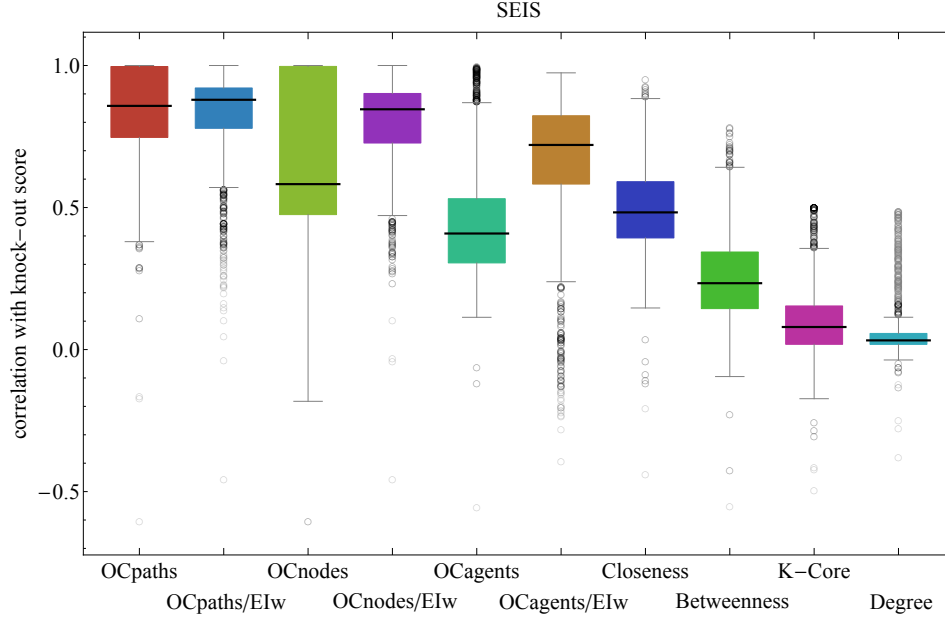 SEIS
correlation with knock−out score
1.0
0.5
0.0
−0.5
OCpaths
OCnodes
OCagents
Closeness
K−Core
OCpaths/EIw
OCnodes/EIw
OCagents/EIw
Betweenness
Degree